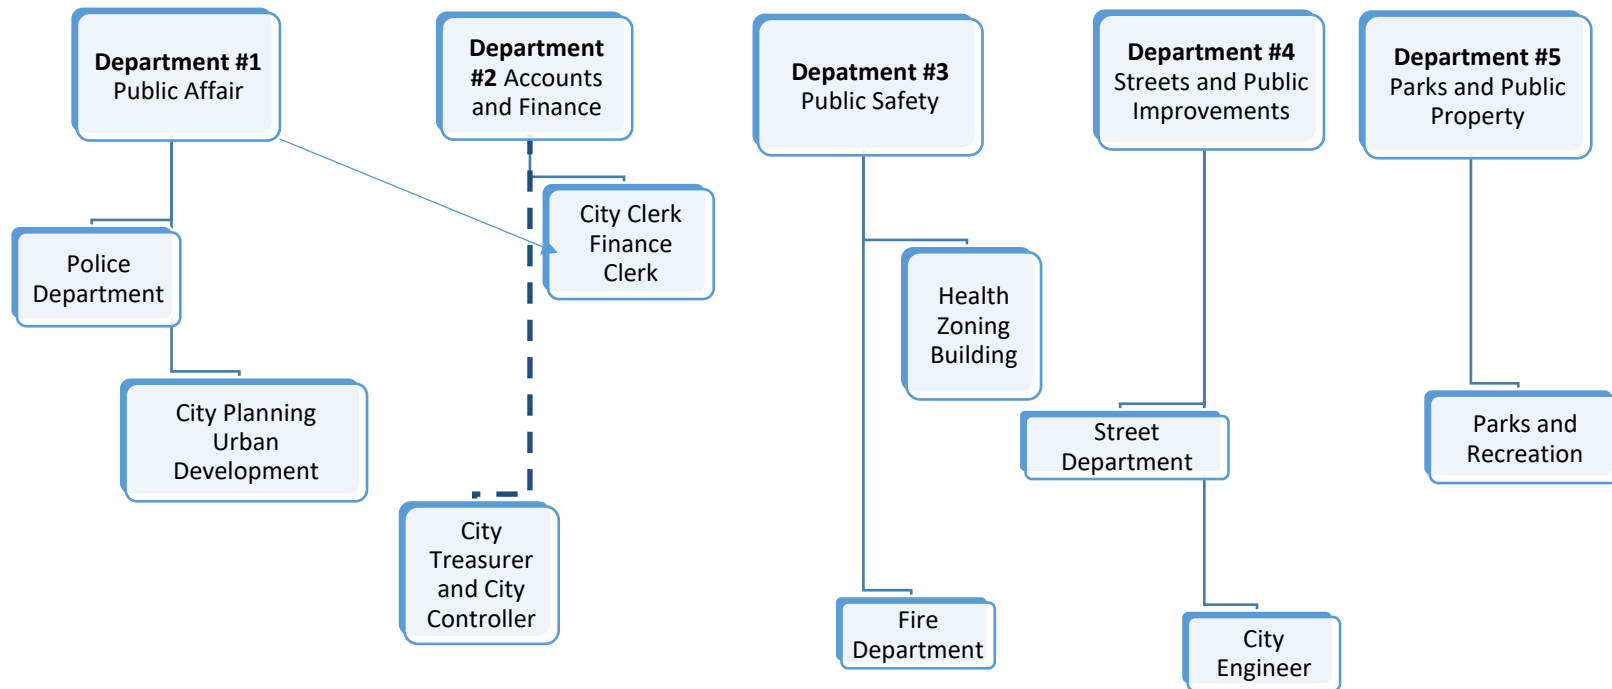 Department #1
Public Affair
Department
#2 Accounts
and Finance
Depatment #3
Public Safety
Department #4
Streets and Public
Improvements
Department #5
Parks and Public
Property
Police
Department
City Planning
Urban
Development
City Clerk
Finance
Clerk
City
Treasurer
and City
Controller
Health
Zoning
Building
Fire
Department
Street
Department
City
Engineer
Parks and
Recreation